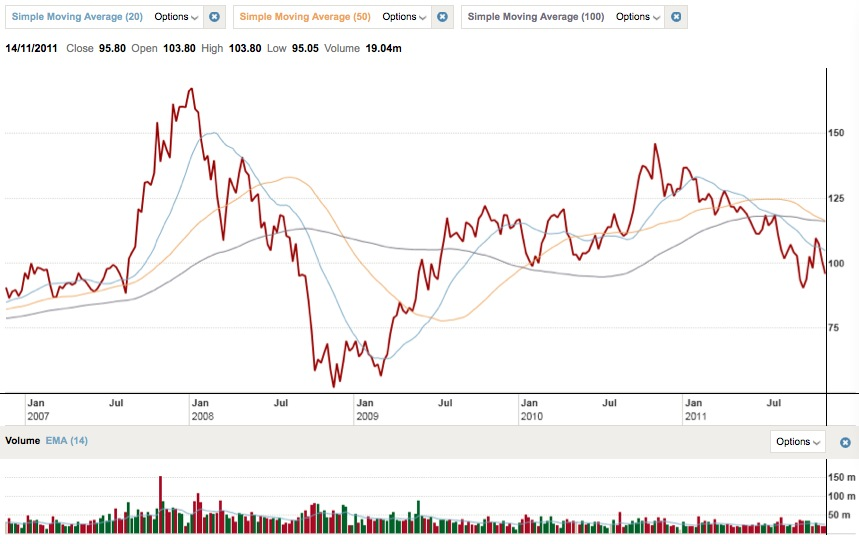 Simple Moving Average (20) Options Simple Moving Average (50) Options Simple Moving Average (100) Options
14/11/2011 Close 95.80 Open 103.80 High 103.80 Low 95.05 Volume 19.04m
150
125
100
75
Jan Jul Jan Jul Jan Jul Jan Jul Jan Jul
2007 2008 2009 2010 2011
Volume EMA (14) Options
150 m
100 m
50 m